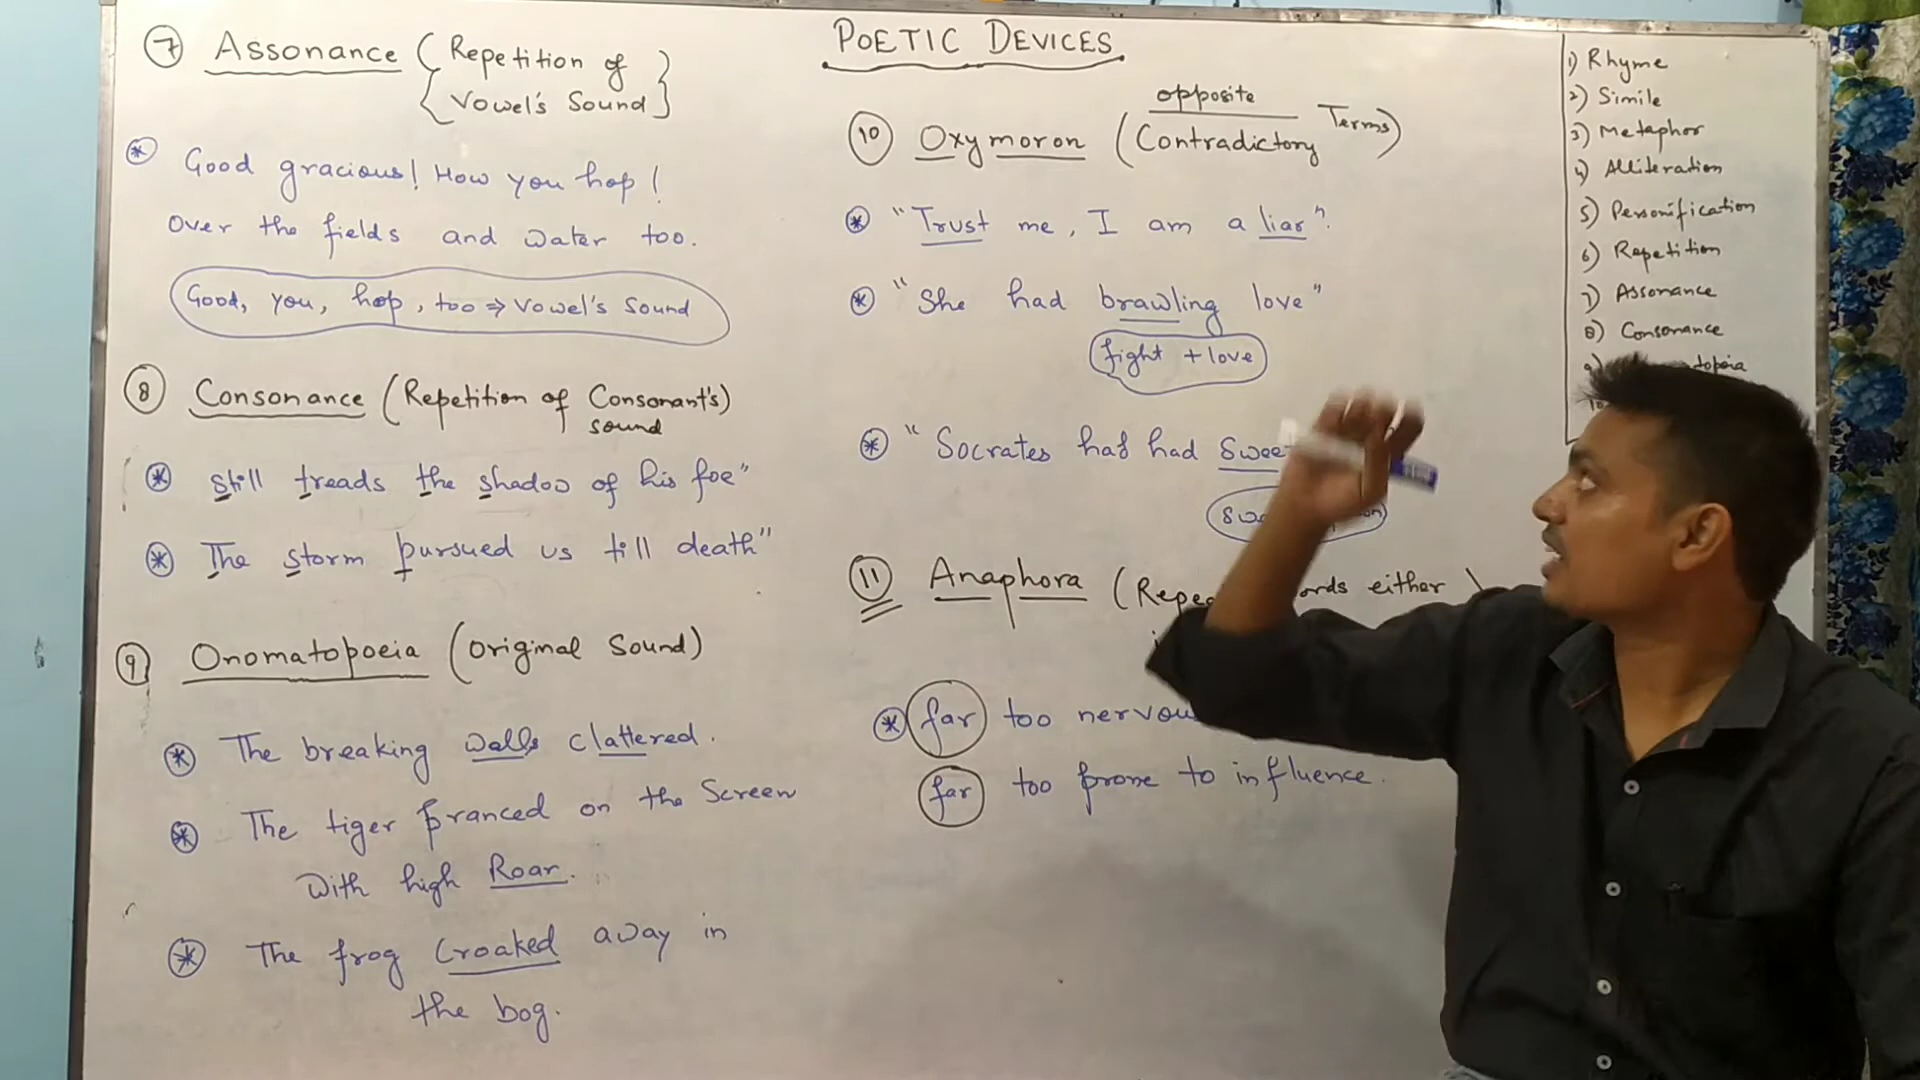 POETIC DEVICES
7 Assonance (Repetition of
Vowel's Sound)
* Good gracious! How you hop!
Over the fields and water too.
Good, you, hop, too ⇒ Vowel's Sound
8 Consonance (Repetition of Consonant's)
sound
* Still treads the shadoo of his foe"
* The storm pursued us till death"
9 Onomatopoeia (Original Sound)
* The breaking walls clattered.
* The tiger pranced on the Screen
With high Roar.
* The frog Croaked away in
the bog.
opposite
10 Oxymoron (Contradictory Terms)
* "Trust me, I am a liar".
* "She had brawling love"
fight + love
* "Socrates had had
11 Anaphora ( either )
* far too
far too prone to influence.
1) Rhyme
2) Simile
3) Metaphor
4) Alliteration
5) Personification
6) Repetition
7) Assonance
8) Consonance